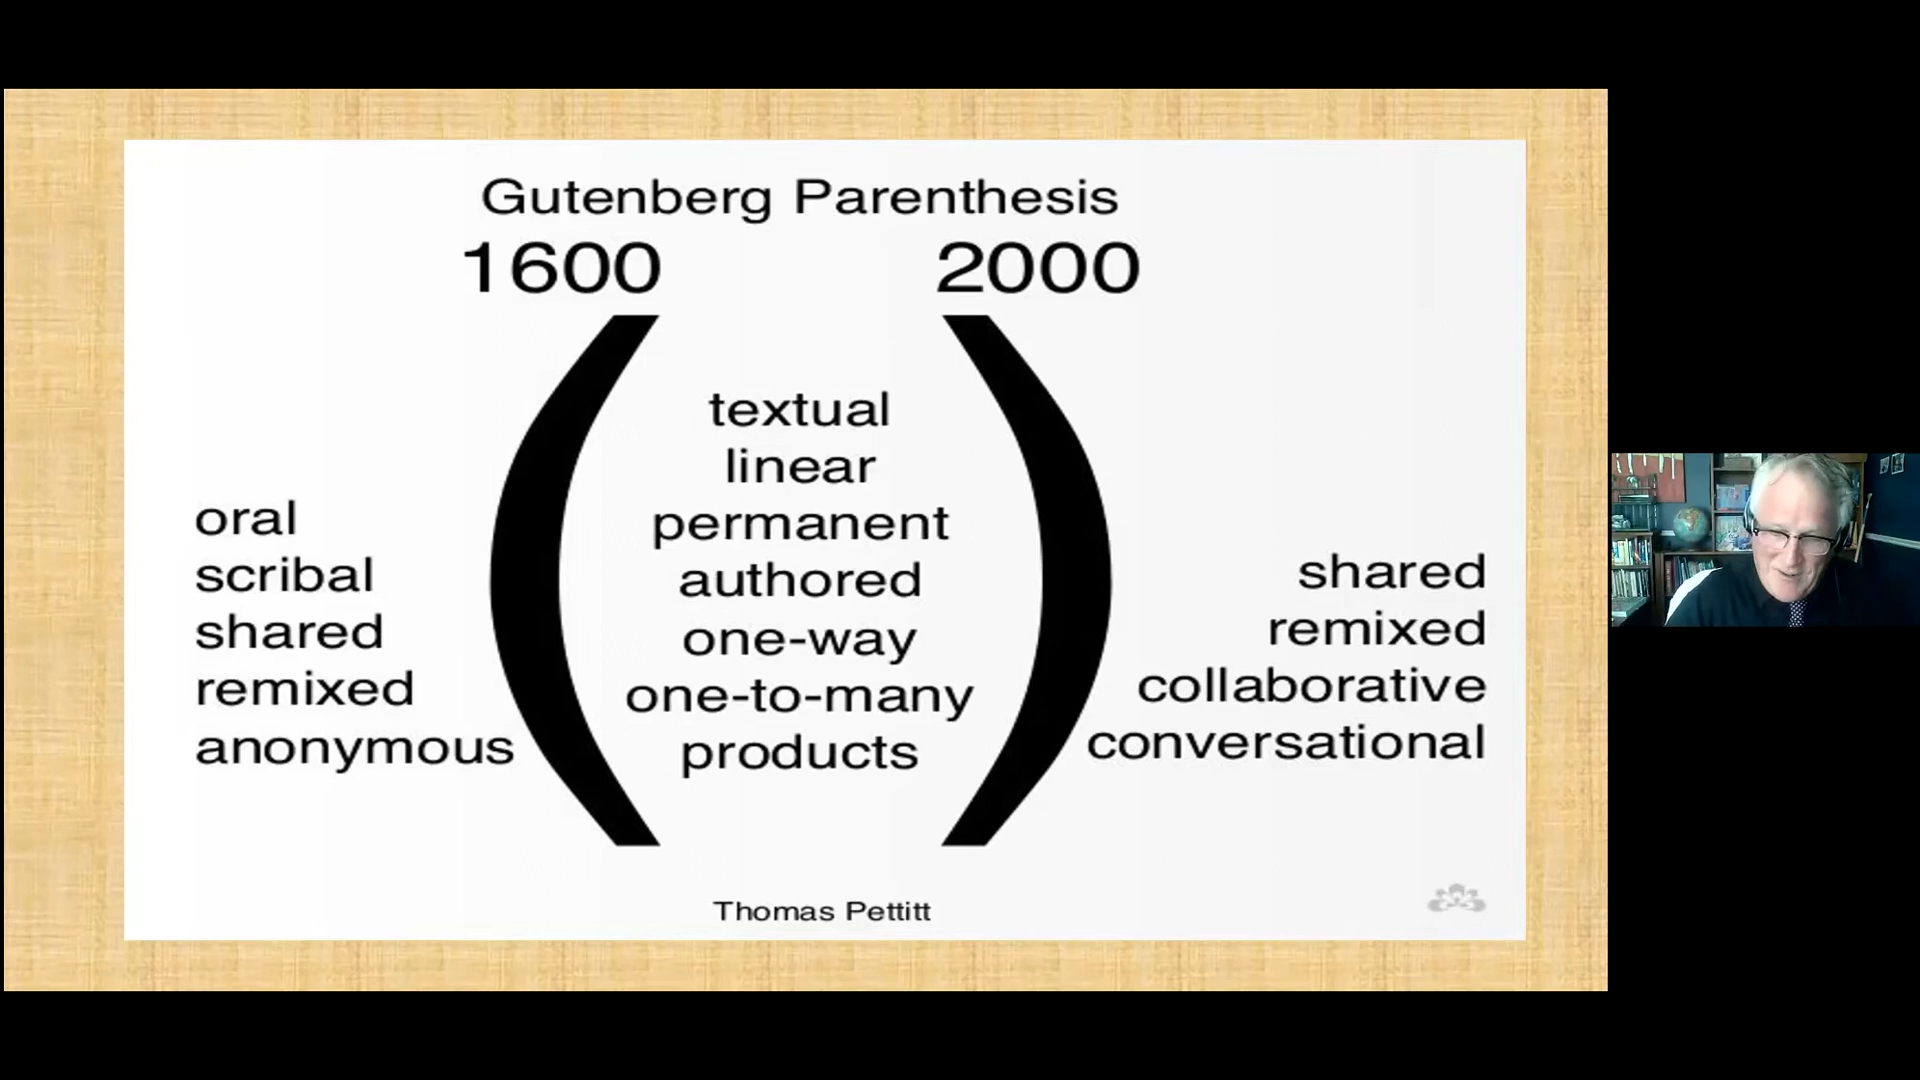 Gutenberg Parenthesis
1600 2000
oral
scribal
shared
remixed
anonymous
textual
linear
permanent
authored
one-way
one-to-many
products
shared
remixed
collaborative
conversational
Thomas Pettitt